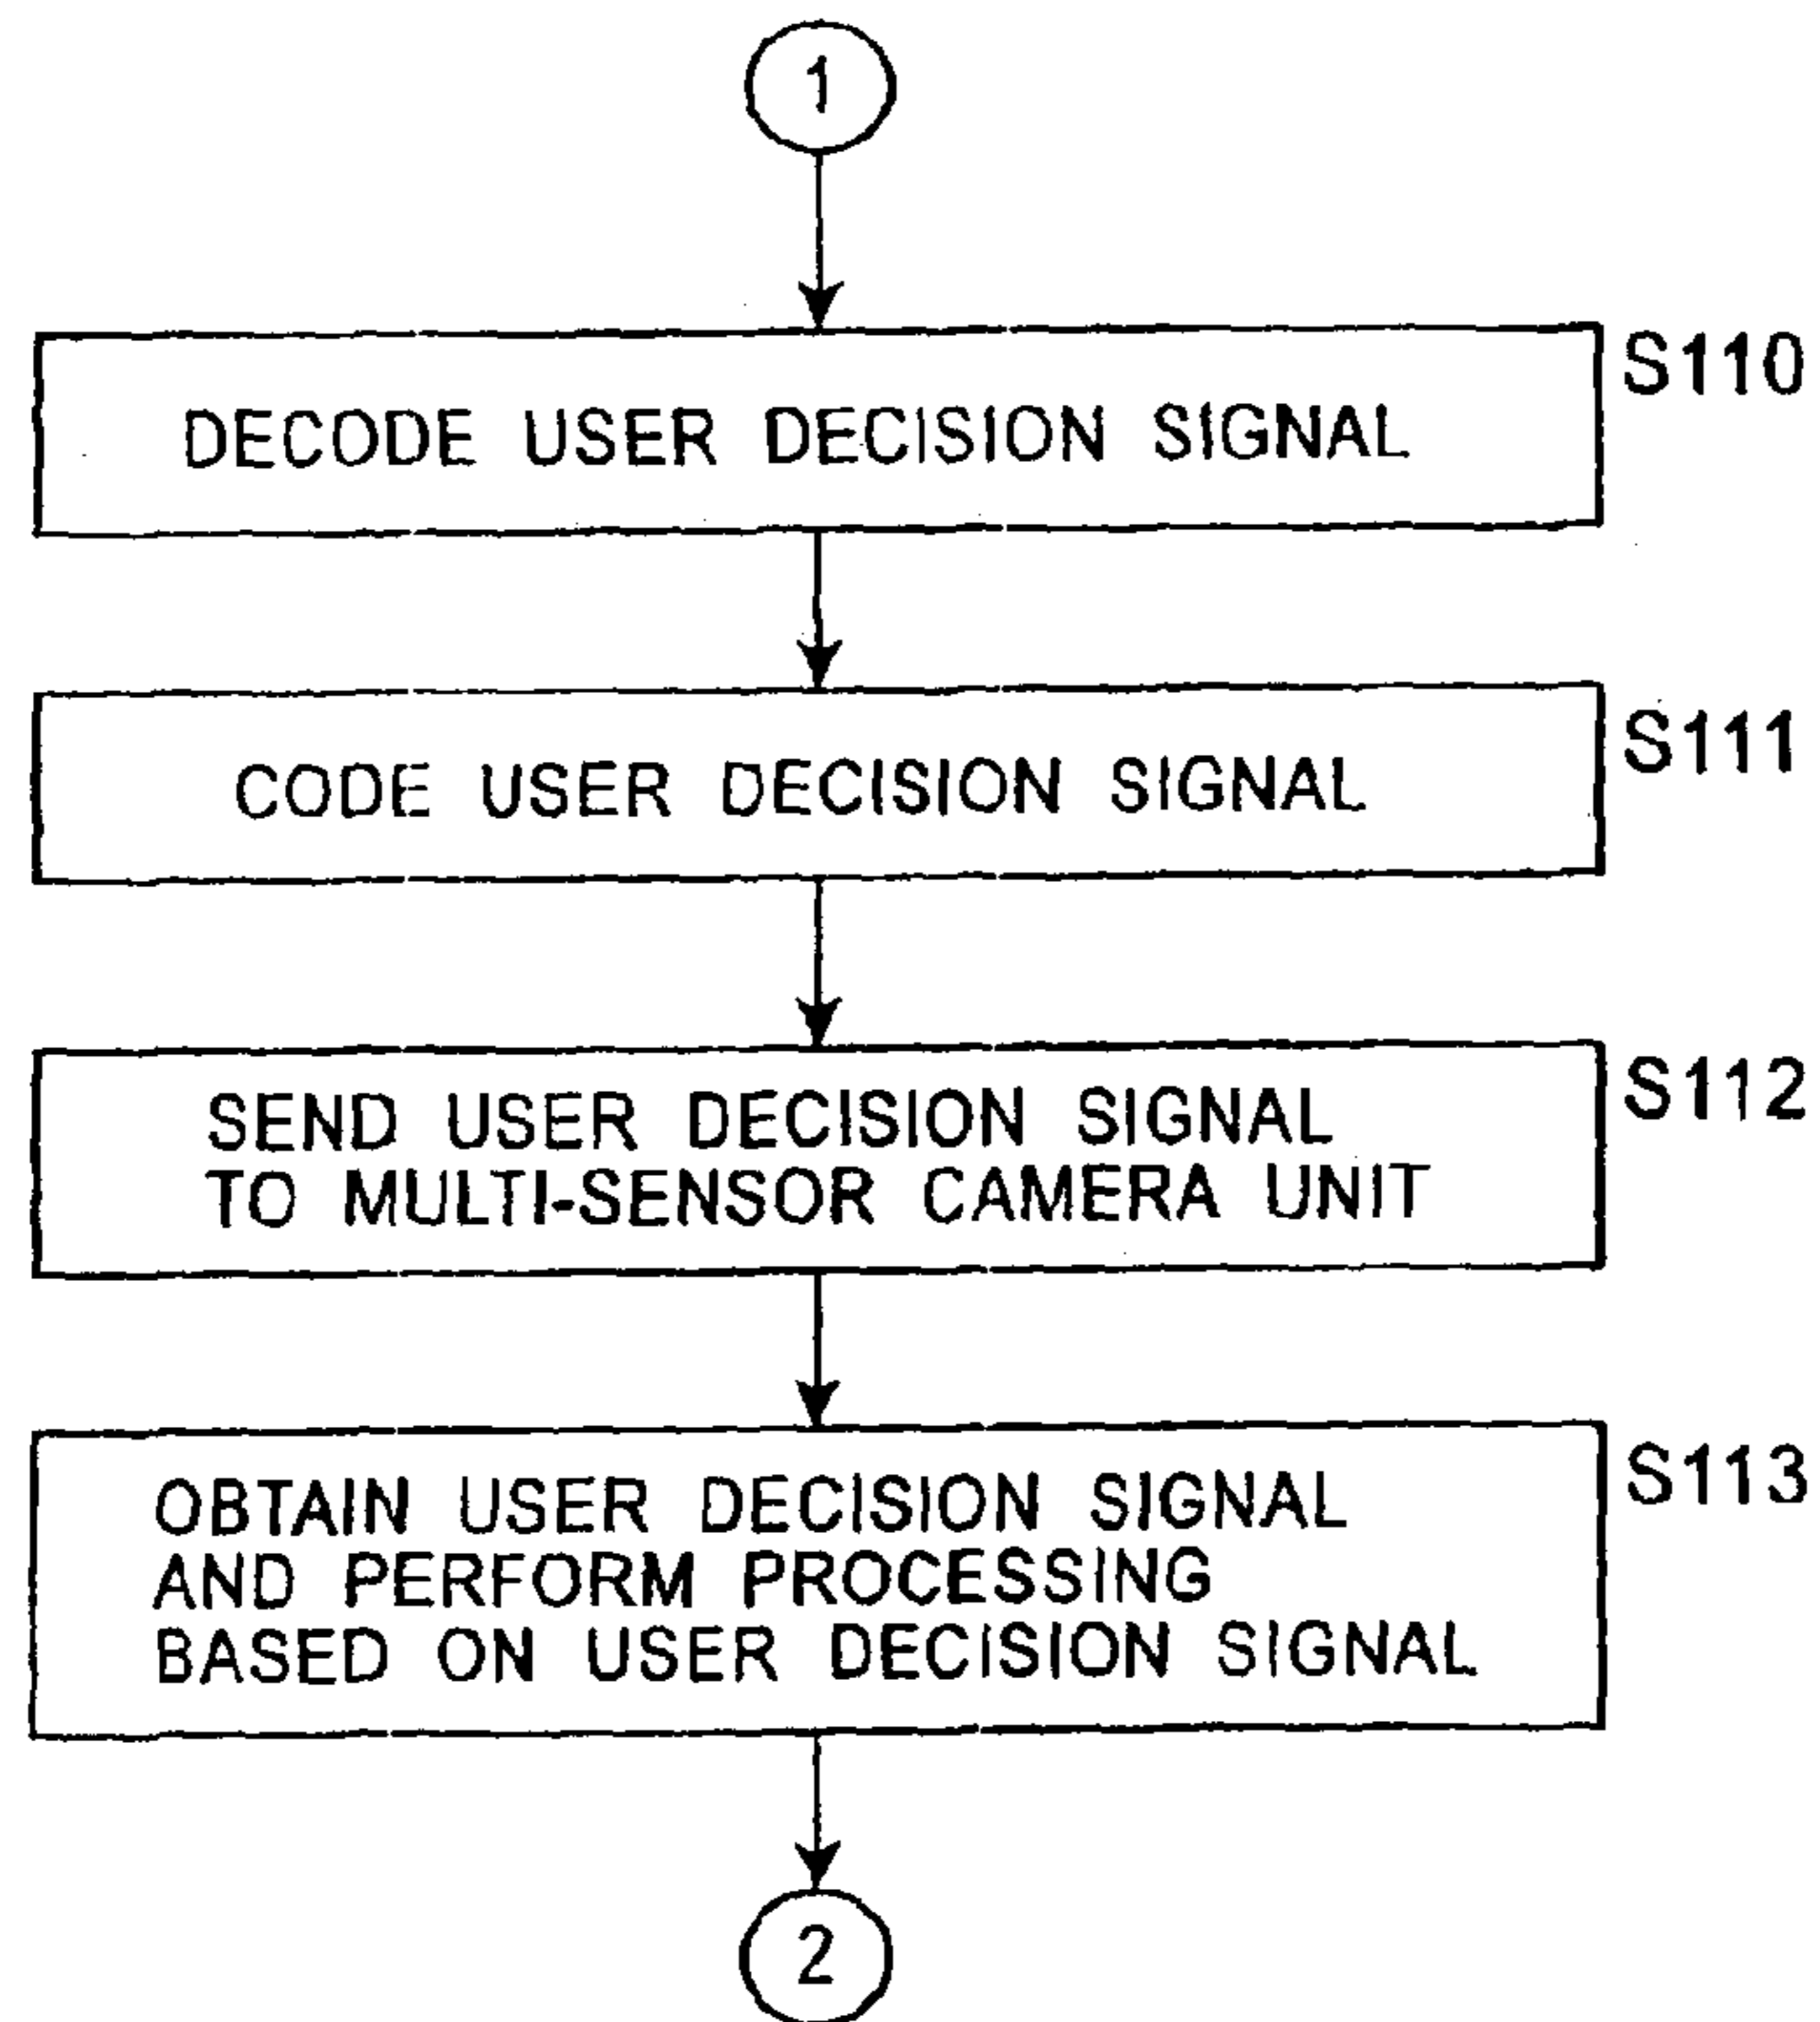 1
S110
DECODE USER DECISION SIGNAL
S111
CODE USER DECISION SIGNAL
S112
SEND USER DECISION SIGNAL
TO MULTI-SENSOR CAMERA UNIT
S113
OBTAIN USER DECISION SIGNAL
AND PERFORM PROCESSING
BASED ON USER DECISION SIGNAL
2